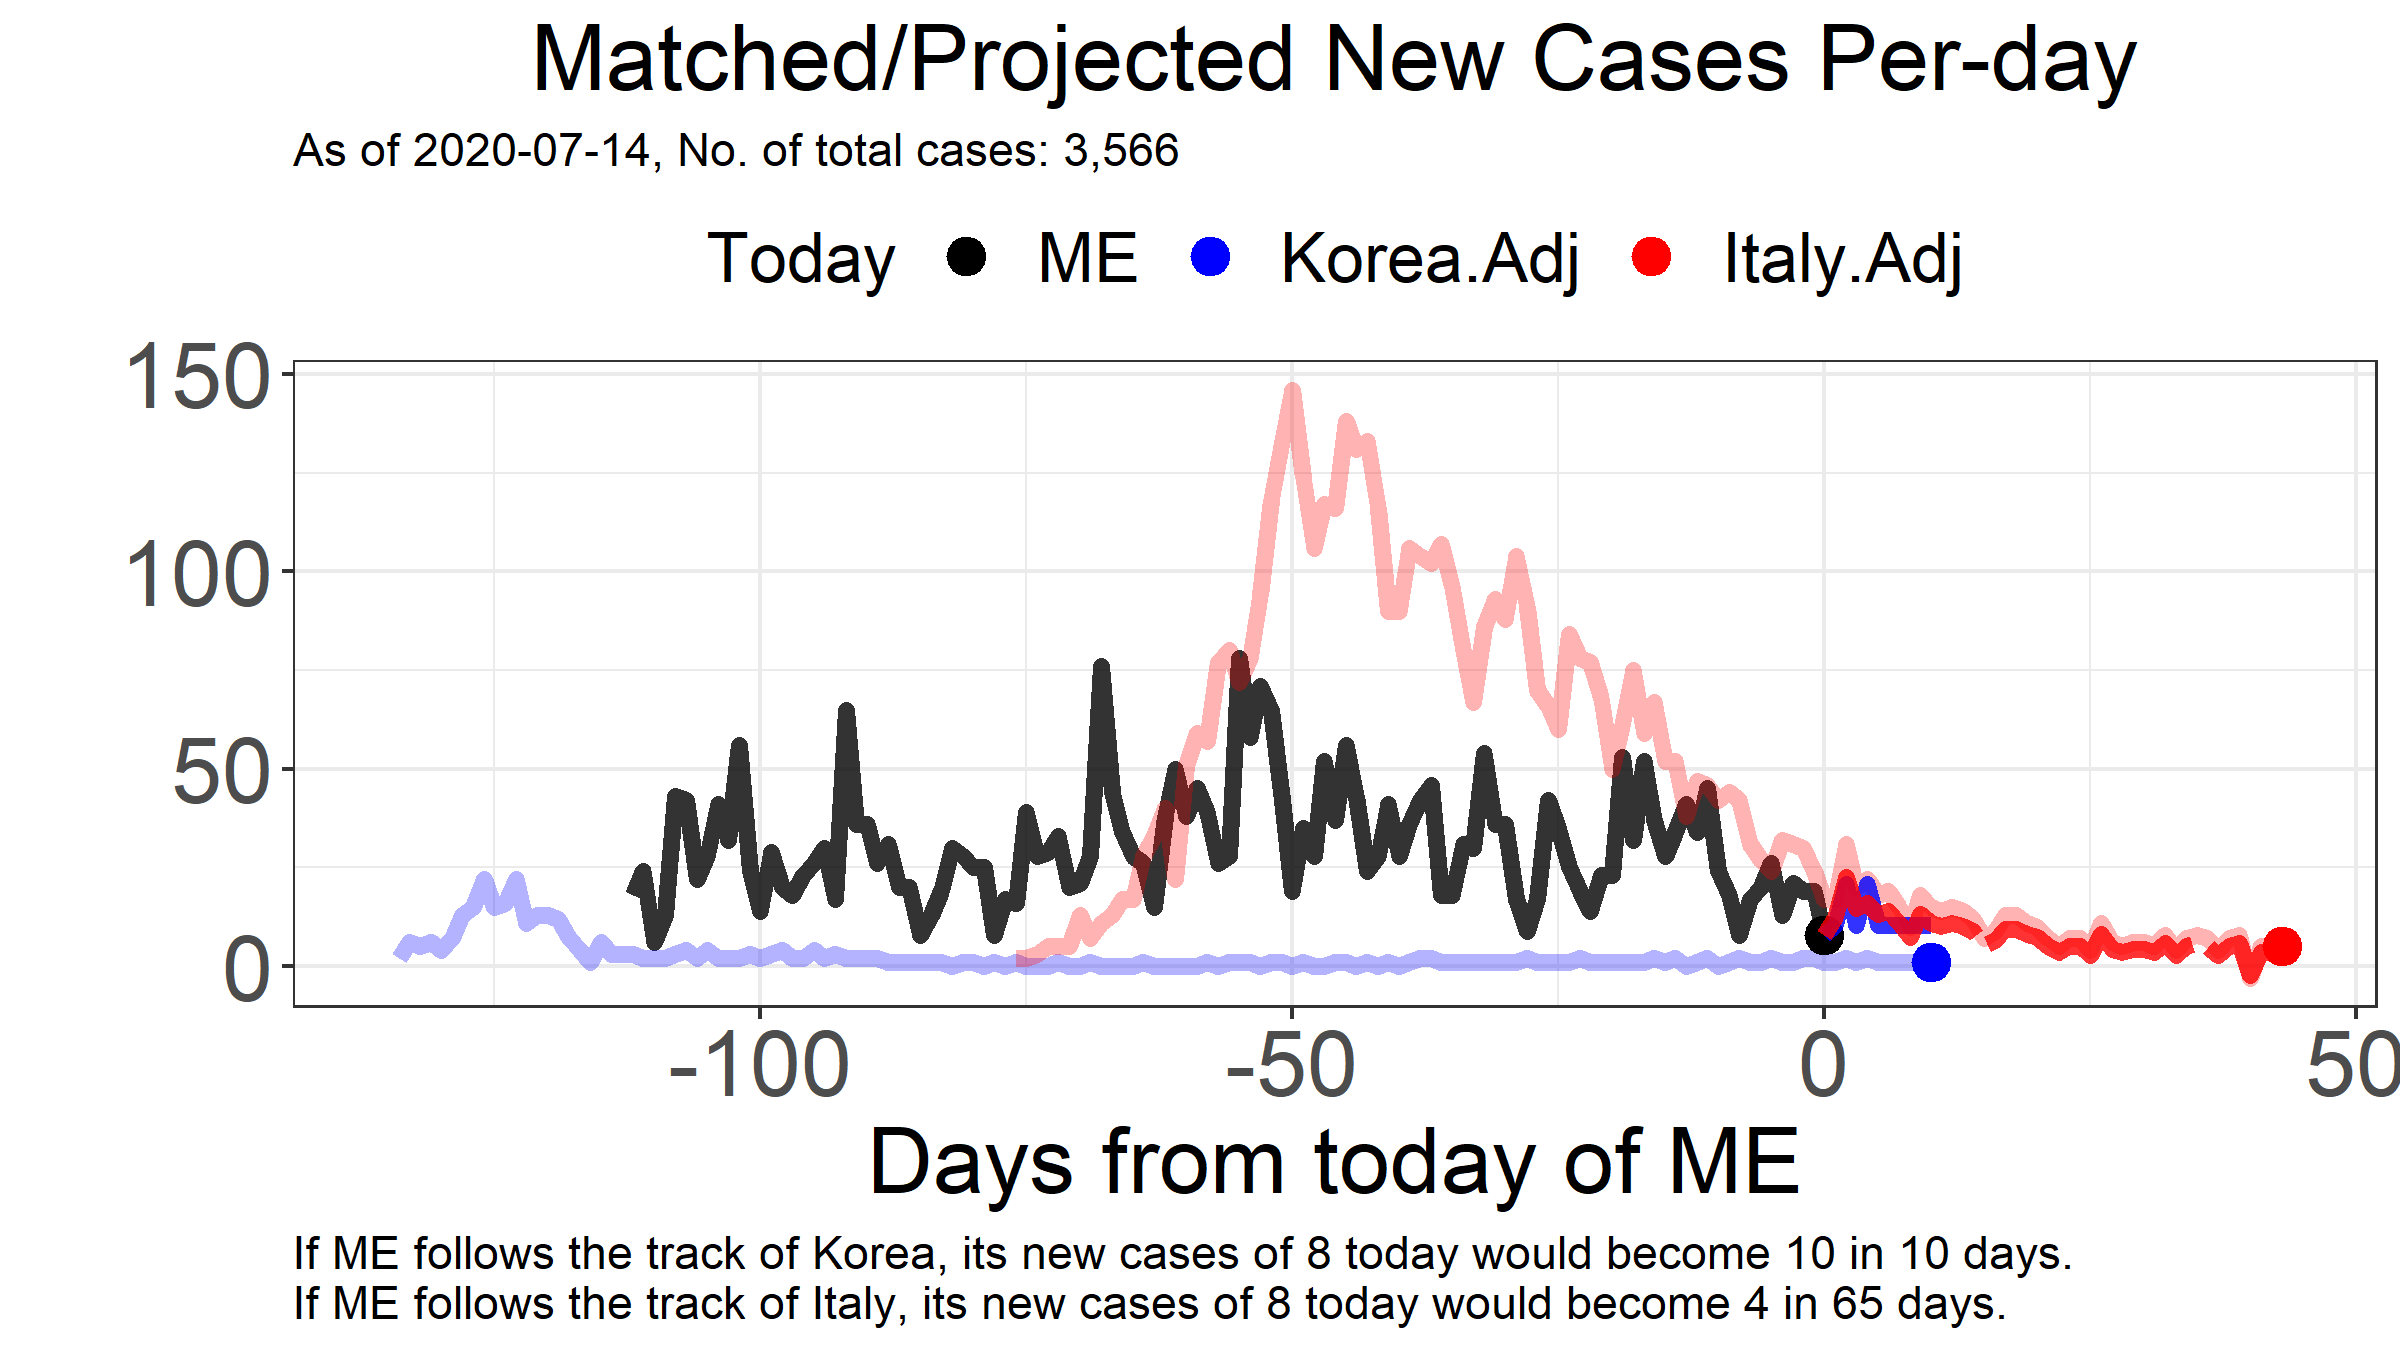 Matched/Projected New Cases Per-day
As of 2020-07-14, No. of total cases: 3,566
Today ME Korea.Adj Italy.Adj
150
100
50
0
-100 -50 0 50
Days from today of ME
If ME follows the track of Korea, its new cases of 8 today would become 10 in 10 days.
If ME follows the track of Italy, its new cases of 8 today would become 4 in 65 days.